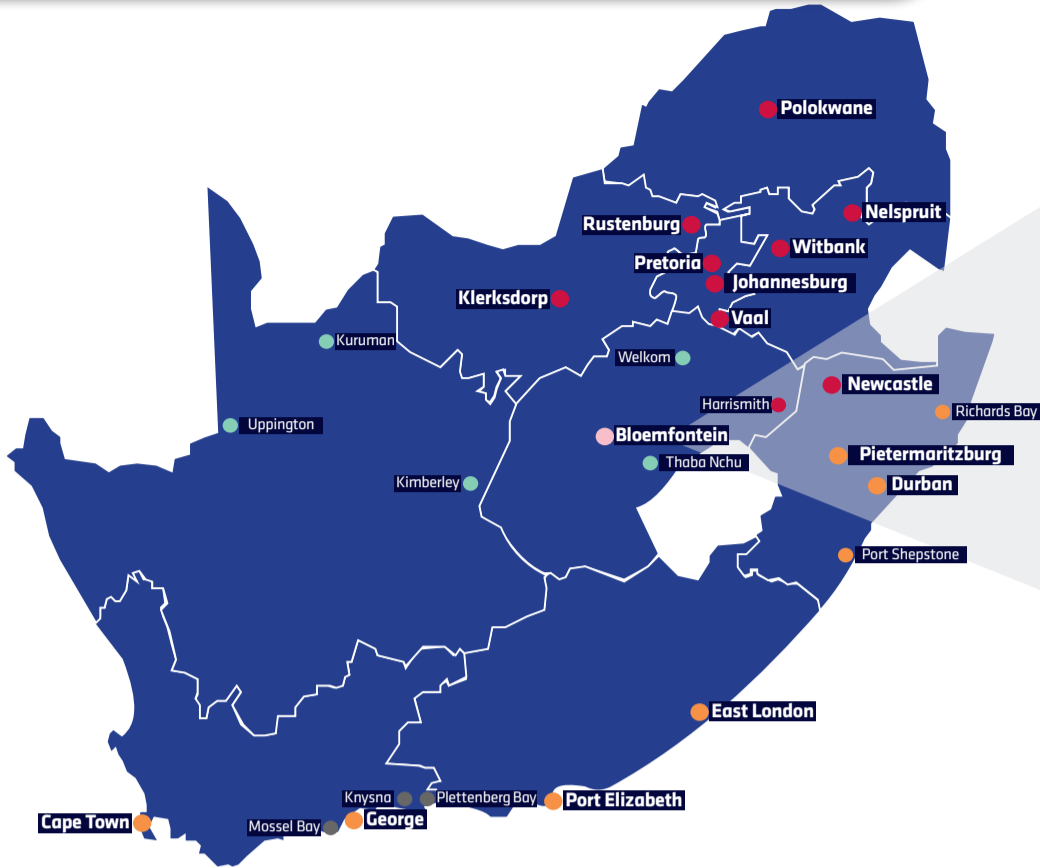 Polokwane
Nelspruit
Rustenburg
Witbank
Pretoria
Johannesburg
Klerksdorp
Vaal
Kuruman
Welkom
Newcastle
Harrismith
Richards Bay
Uppington
Bloemfontein
Pietermaritzburg
Thaba Nchu
Kimberley
Durban
Port Shepstone
East London
Knysna
Plettenberg Bay
Port Elizabeth
Cape Town
Mossel Bay
George